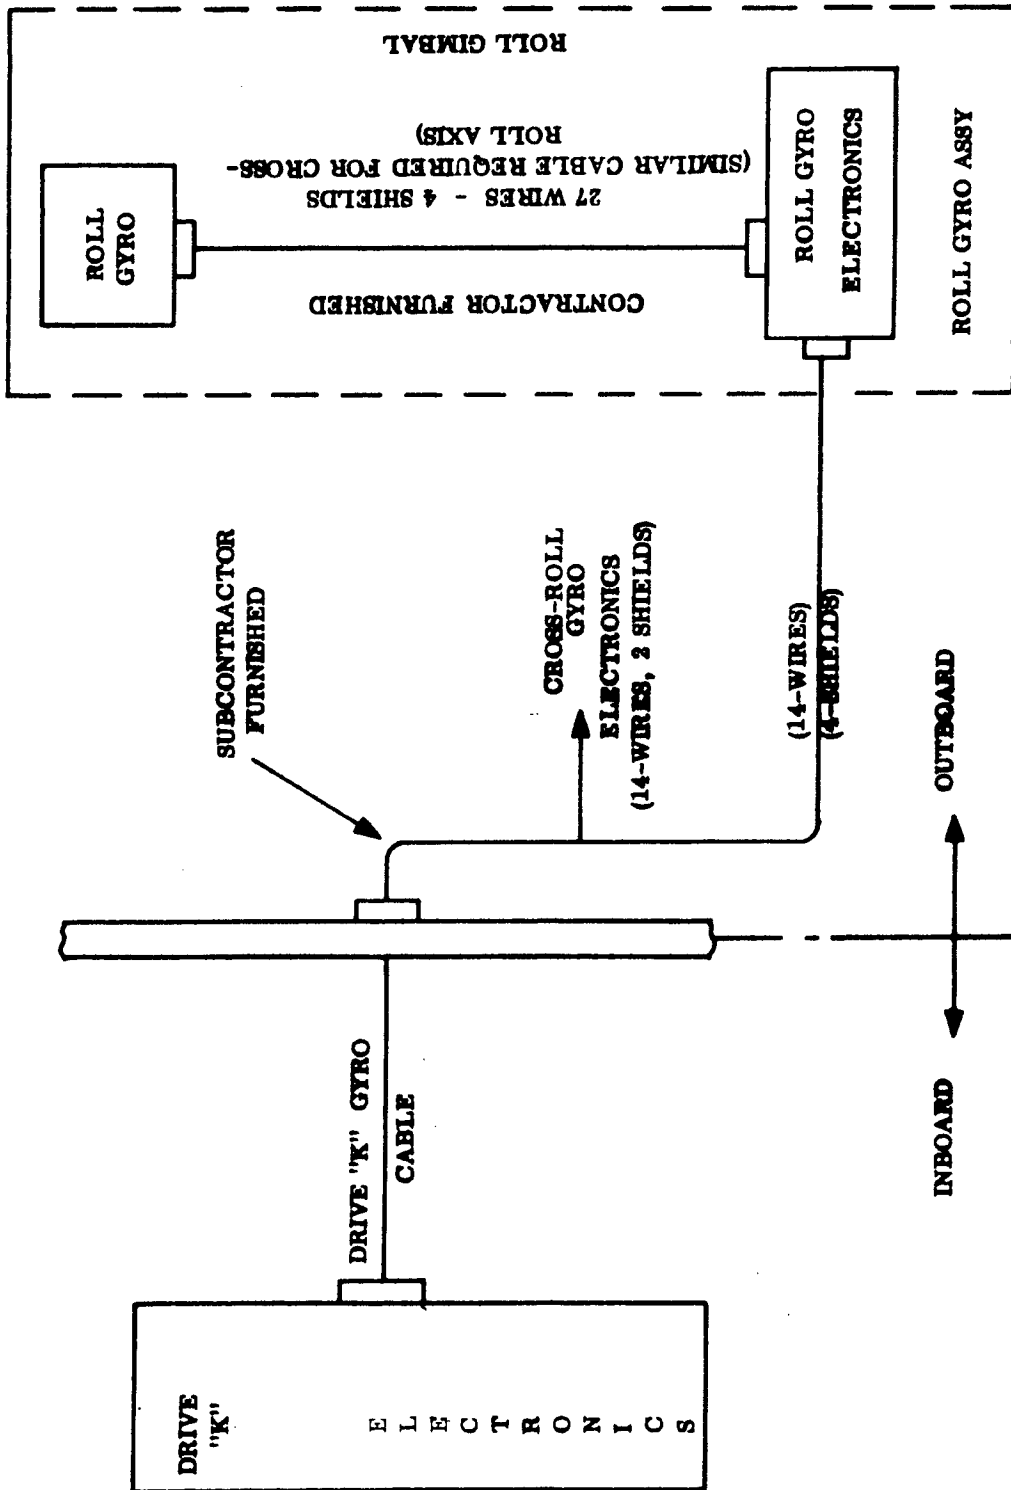 DRIVE
"K"
E
L
E
C
T
R
O
N
I
C
S
DRIVE "K" GYRO
CABLE
SUBCONTRACTOR
FURNISHED
CROSS-ROLL
GYRO
ELECTRONICS
(14-WIRES, 2 SHIELDS)
(14-WIRES)
(4-SHIELDS)
INBOARD
OUTBOARD
ROLL
GYRO
CONTRACTOR FURNISHED
27 WIRES - 4 SHIELDS
(SIMILAR CABLE REQUIRED FOR CROSS-
ROLL AXIS)
ROLL GIMBAL
ROLL GYRO
ELECTRONICS
ROLL GYRO ASSY